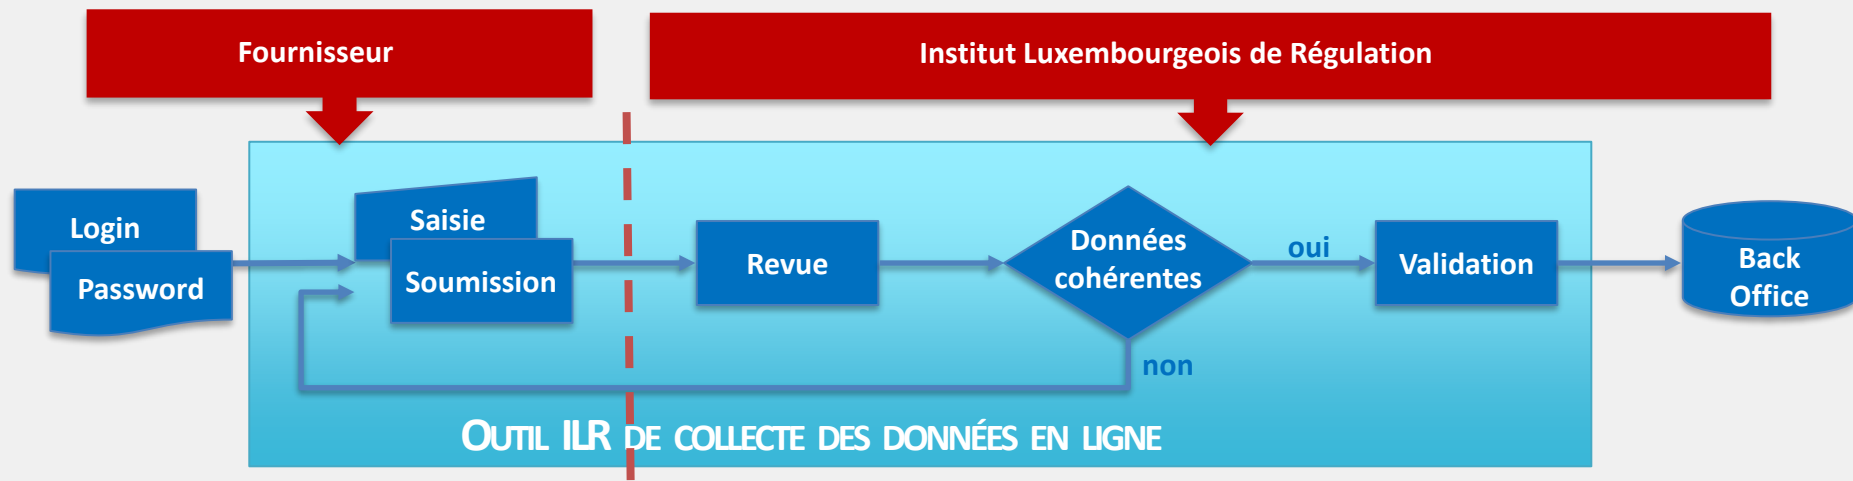 Fournisseur
Institut Luxembourgeois de Régulation
Login
Password
Saisie
Soumission
Revue
Données
cohérentes
oui
non
Validation
Back
Office
OUTIL ILR DE COLLECTE DES DONNÉES EN LIGNE